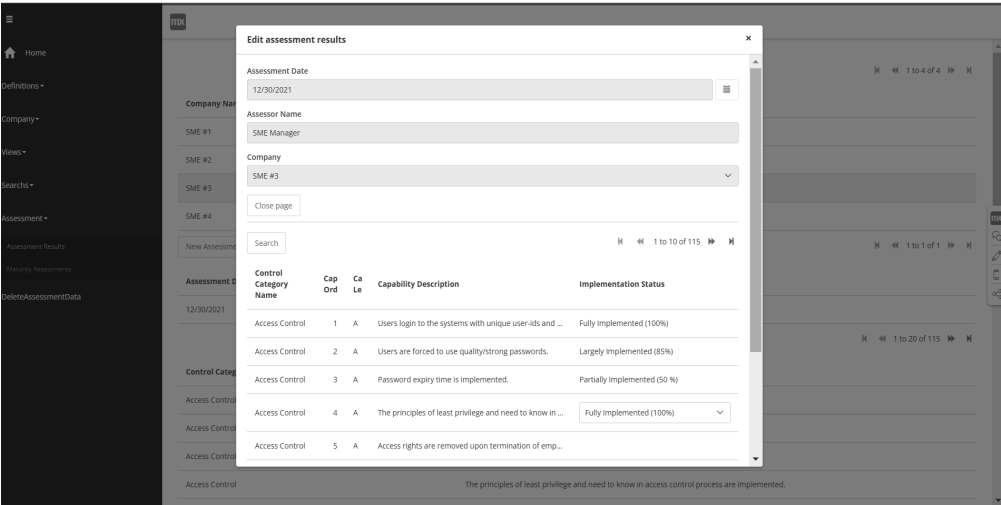 mx
Home
Definitions
Company
Views
Searchs
Assessment
Assessment Results
Maturity Assessments
DeleteAssessmentData
1 to 4 of 4
Company Nar
SME #1
SME #2
SME #3
SME #4
New Assessme
1 to 1 of 1
Assessment D
12/30/2021
1 to 20 of 115
Control Categ
Access Control
Access Control
Access Control
Access Control The principles of least privilege and need to know in access control process are implemented.
Edit assessment results ×
Assessment Date
12/30/2021
Assessor Name
SME Manager
Company
SME #3
Close page
Search 1 to 10 of 115
Control Category Name Cap Ord Ca Le Capability Description Implementation Status
Access Control 1 A Users login to the systems with unique user-ids and ... Fully Implemented (100%)
Access Control 2 A Users are forced to use quality/strong passwords. Largely Implemented (85%)
Access Control 3 A Password expiry time is implemented. Partially Implemented (50 %)
Access Control 4 A The principles of least privilege and need to know in ... Fully Implemented (100%)
Access Control 5 A Access rights are removed upon termination of emp...
mx